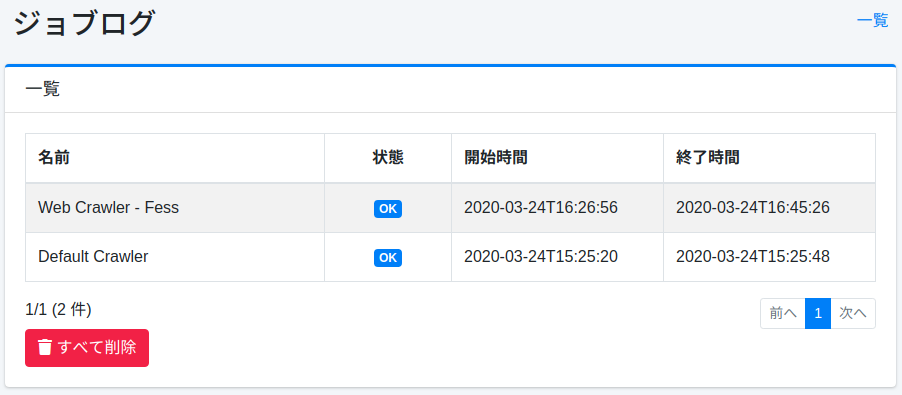 ジョブログ
一覧
一覧
名前 状態 開始時間 終了時間
Web Crawler - Fess OK 2020-03-24T16:26:56 2020-03-24T16:45:26
Default Crawler OK 2020-03-24T15:25:20 2020-03-24T15:25:48
1/1 (2 件)
前へ 1 次へ
すべて削除